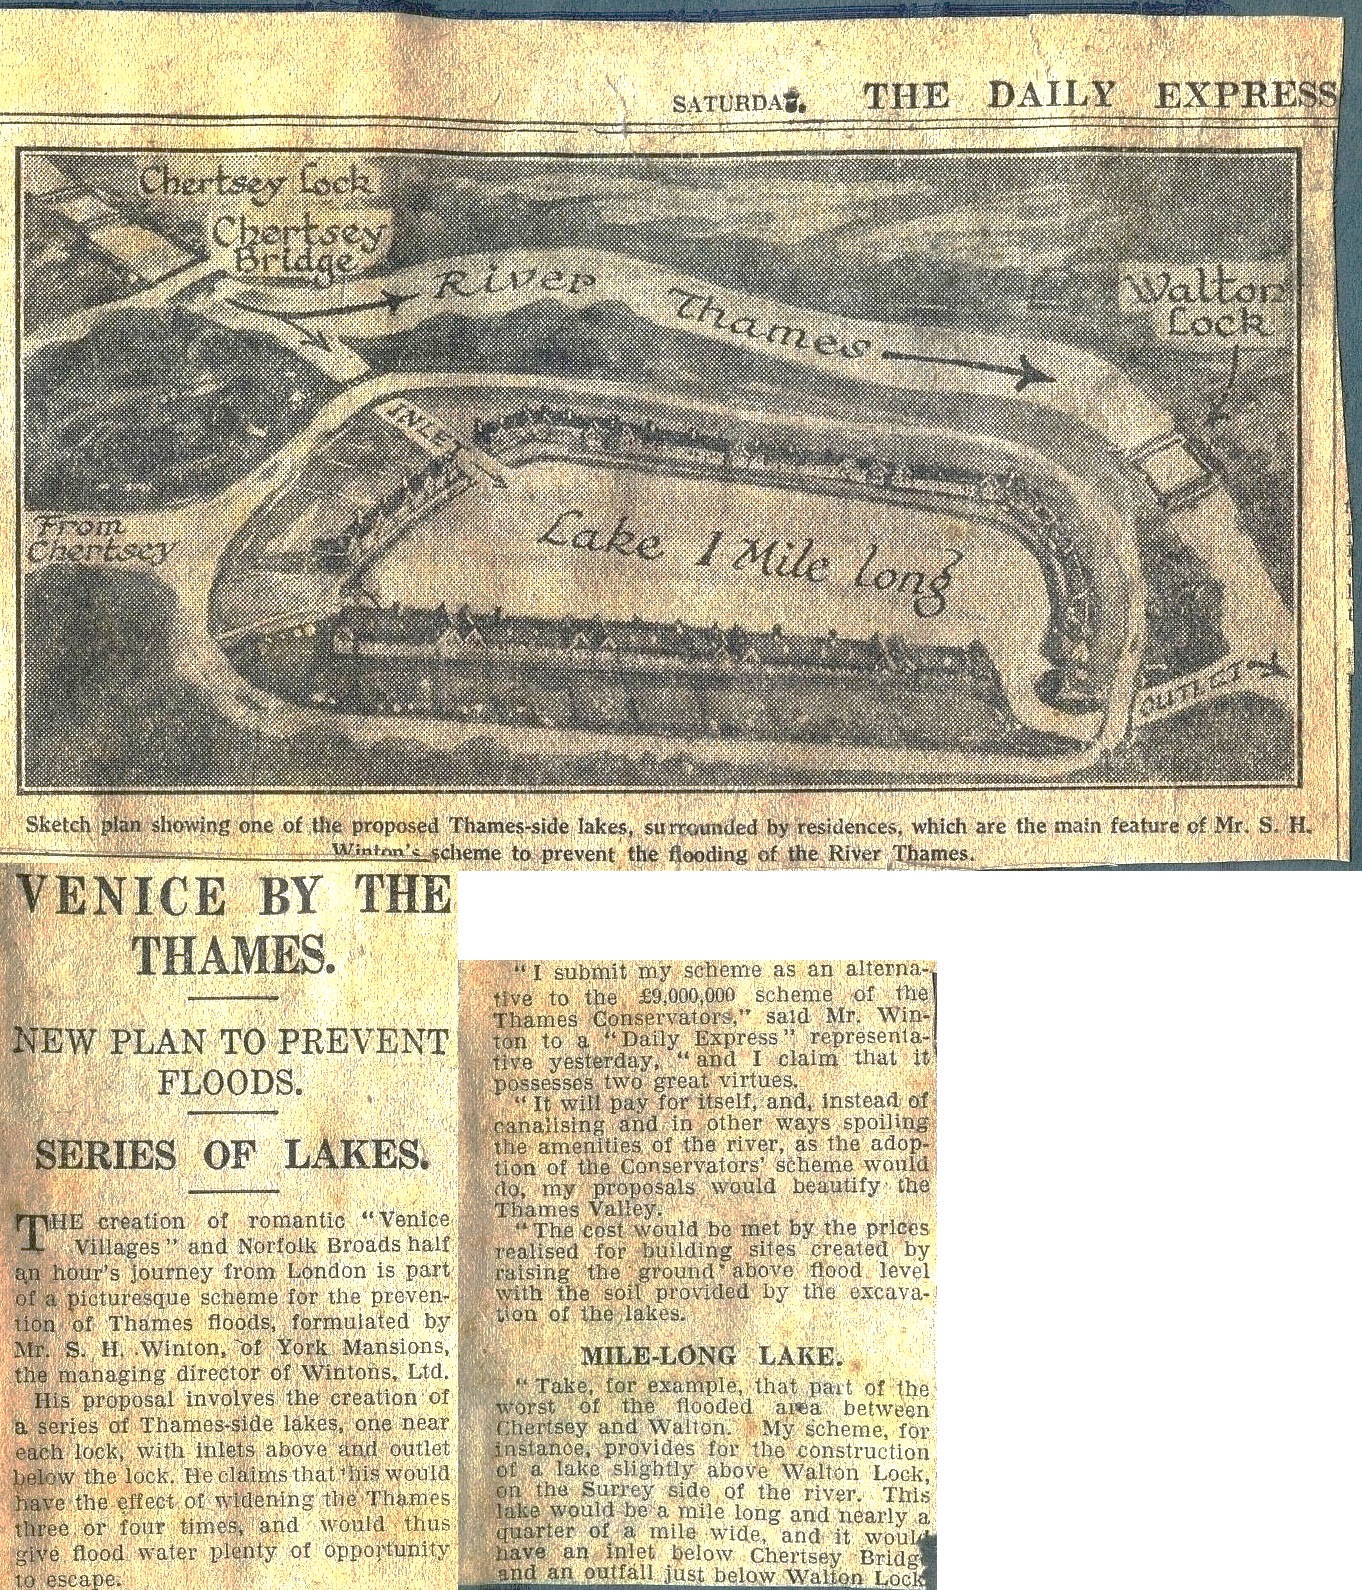 SATURDAY. THE DAILY EXPRESS
Chertsey Lock
Chertsey
Bridge
River Thames
Walton
Lock
INLET
From
Chertsey
Lake 1 Mile long
OUTLET
Sketch plan showing one of the proposed Thames-side lakes, surrounded by residences, which are the main feature of Mr. S. H.
Winton's scheme to prevent the flooding of the River Thames.
VENICE BY THE
THAMES.
NEW PLAN TO PREVENT
FLOODS.
SERIES OF LAKES.
THE creation of romantic "Venice
Villages" and Norfolk Broads half
an hour's journey from London is part
of a picturesque scheme for the preven-
tion of Thames floods, formulated by
Mr. S. H. Winton, of York Mansions,
the managing director of Wintons, Ltd.
His proposal involves the creation of
a series of Thames-side lakes, one near
each lock, with inlets above and outlet
below the lock. He claims that this would
have the effect of widening the Thames
three or four times, and would thus
give flood water plenty of opportunity
to escape.
"I submit my scheme as an alterna-
tive to the £9,000,000 scheme of the
Thames Conservators," said Mr. Win-
ton to a "Daily Express" representa-
tive yesterday, "and I claim that it
possesses two great virtues.
"It will pay for itself, and, instead of
canalising and in other ways spoiling
the amenities of the river, as the adop-
tion of the Conservators' scheme would
do, my proposals would beautify the
Thames Valley.
"The cost would be met by the prices
realised for building sites created by
raising the ground above flood level
with the soil provided by the excava-
tion of the lakes.
MILE-LONG LAKE.
"Take, for example, that part of the
worst of the flooded area between
Chertsey and Walton. My scheme, for
instance, provides for the construction
of a lake slightly above Walton Lock,
on the Surrey side of the river. This
lake would be a mile long and nearly a
quarter of a mile wide, and it would
have an inlet below Chertsey Bridge
and an outfall just below Walton Lock